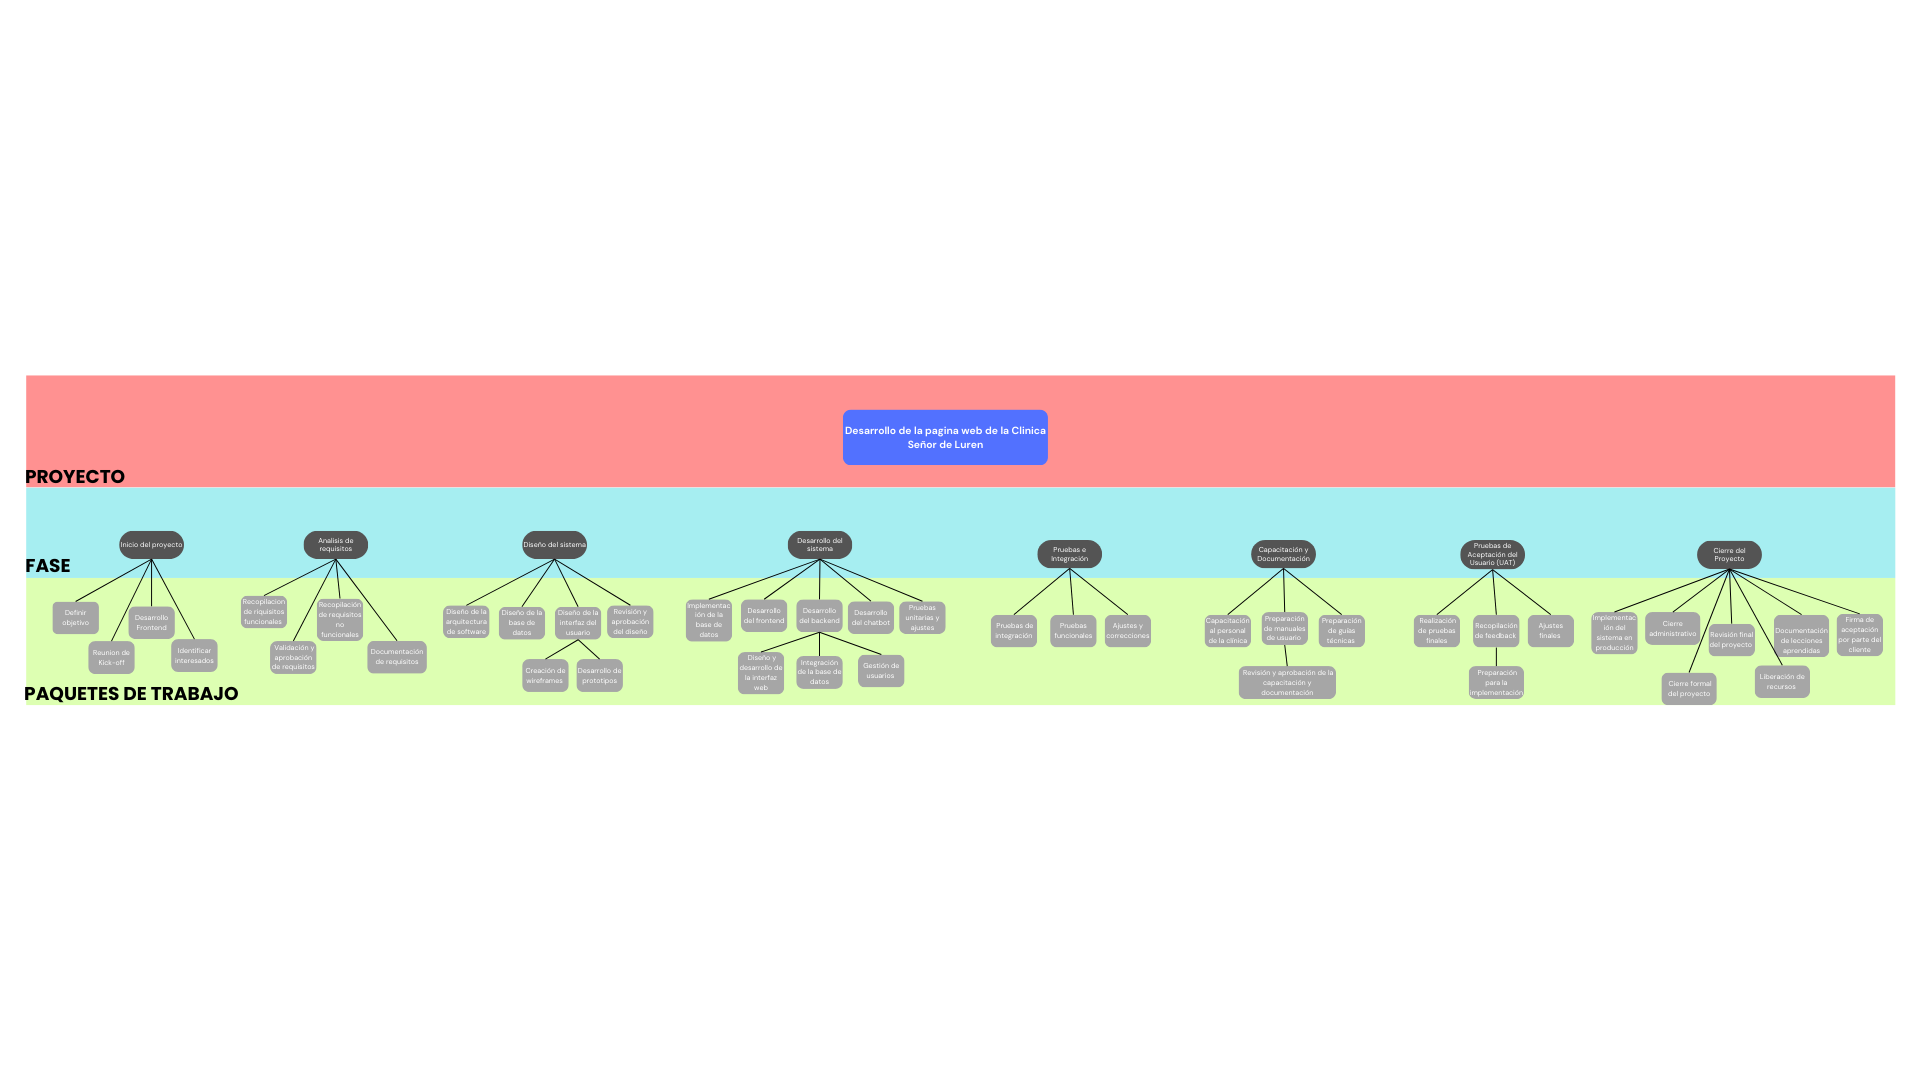 Desarrollo de la pagina web de la Clinica
Señor de Luren
PROYECTO
Inicio del proyecto
Analisis de
requisitos
Diseño del sistema
Desarrollo del
sistema
Pruebas e
Integración
Capacitación y
Documentación
Pruebas de
Aceptación del
Usuario (UAT)
Cierre del
Proyecto
FASE
Definir
objetivo
Reunion de
Kick-off
Desarrollo
Frontend
Identificar
interesados
Recopilacion
de riquisitos
funcionales
Validación y
aprobación
de requisitos
Recopilación
de requisitos
no
funcionales
Documentación
de requisitos
Diseño de la
arquitectura
de software
Diseño de la
base de
datos
Diseño de la
interfaz del
usuario
Revisión y
aprobación
del diseño
Creación de
wireframes
Desarrollo de
prototipos
Implementac
ión de la
base de
datos
Desarrollo
del frontend
Desarrollo
del backend
Desarrollo
del chatbot
Pruebas
unitarias y
ajustes
Diseño y
desarrollo de
la interfaz
web
Integración
de la base de
datos
Gestión de
usuarios
Pruebas de
integración
Pruebas
funcionales
Ajustes y
correcciones
Capacitación
al personal
de la clínica
Preparación
de manuales
de usuario
Preparación
de guías
técnicas
Revisión y aprobación de la
capacitación y
documentación
Realización
de pruebas
finales
Recopilación
de feedback
Ajustes
finales
Preparación
para la
implementación
Implementac
ión del
sistema en
producción
Cierre
administrativo
Revisión final
del proyecto
Documentación
de lecciones
aprendidas
Firma de
aceptación
por parte del
cliente
Cierre formal
del proyecto
Liberación de
recursos
PAQUETES DE TRABAJO